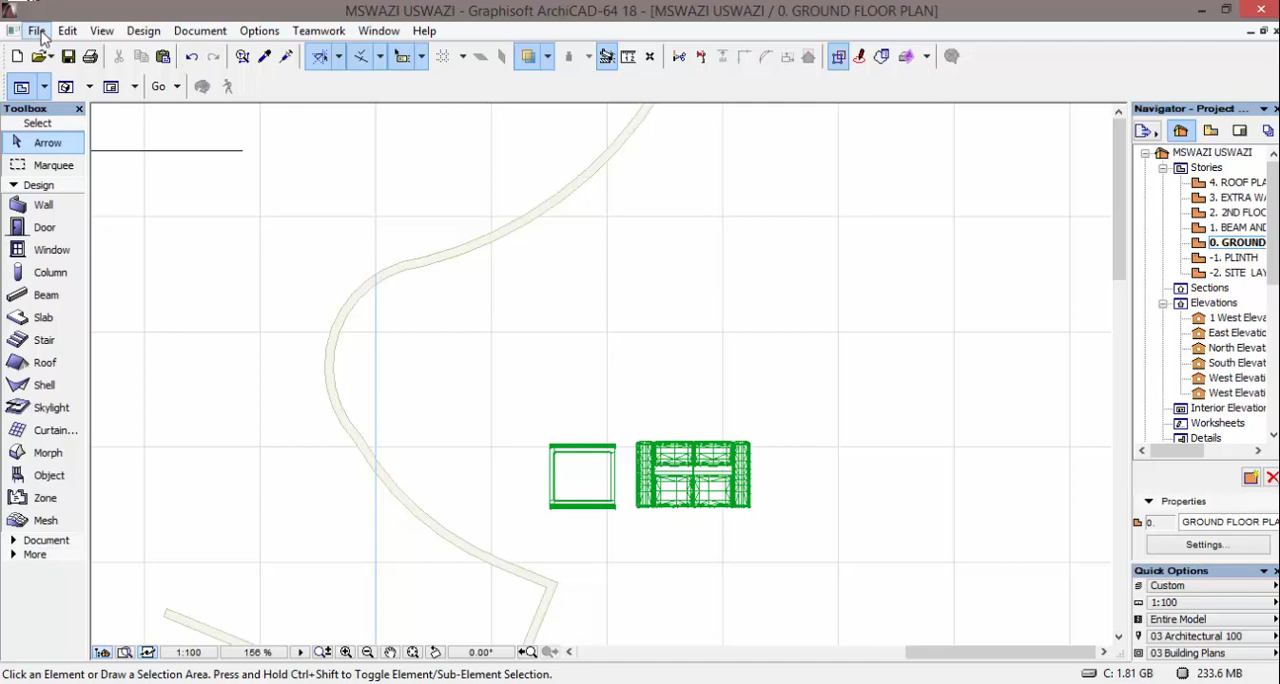 MSWAZI USWAZI - Graphisoft ArchiCAD-64 18 - [MSWAZI USWAZI / 0. GROUND FLOOR PLAN]
File Edit View Design Document Options Teamwork Window Help
Go
Toolbox
Select
Arrow
Marquee
Design
Wall
Door
Window
Column
Beam
Slab
Stair
Roof
Shell
Skylight
Curtain...
Morph
Object
Zone
Mesh
Document
More
Navigator - Project ...
MSWAZI USWAZI
Stories
4. ROOF PLA
3. EXTRA WA
2. 2ND FLOO
1. BEAM AND
0. GROUND
-1. PLINTH
-2. SITE LAY
Sections
Elevations
1 West Eleva
East Elevatio
North Elevat
South Elevat
West Elevati
West Elevati
Interior Elevation
Worksheets
Details
Properties
0. GROUND FLOOR PLA
Settings...
Quick Options
Custom
1:100
Entire Model
03 Architectural 100
03 Building Plans
1:100 156 % 0.00°
Click an Element or Draw a Selection Area. Press and Hold Ctrl+Shift to Toggle Element/Sub-Element Selection.
C: 1.81 GB 233.6 MB